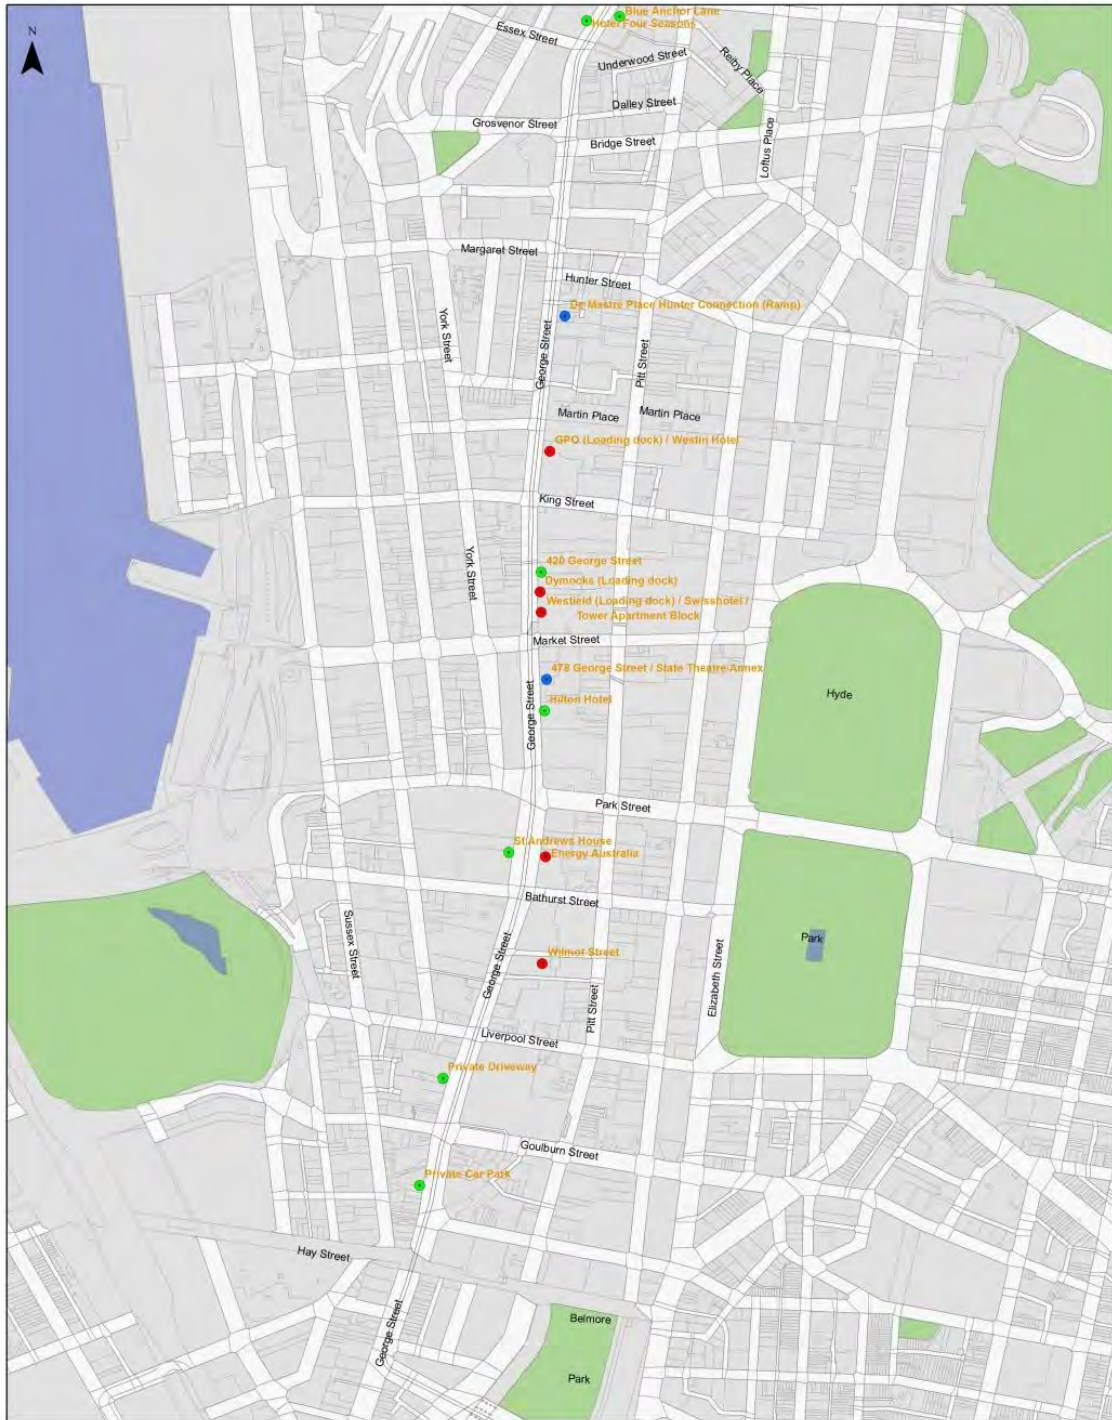 N
Blue Anchor Lane
Hotel Four Seasons
Essex Street
Underwood Street
Reiby Place
Dalley Street
Grosvenor Street
Bridge Street
Loftus Place
Margaret Street
Hunter Street
De Mestre Place Hunter Connection (Ramp)
York Street
George Street
Pitt Street
Martin Place
Martin Place
GPO (Loading dock) / Westin Hotel
King Street
York Street
420 George Street
Dymocks (Loading dock)
Westfield (Loading dock) / Swisshotel /
Tower Apartment Block
Market Street
478 George Street / State Theatre Annex
Hyde
Hilton Hotel
George Street
Park Street
St Andrews House
Energy Australia
Bathurst Street
Sussex Street
George Street
Wilmot Street
Park
Elizabeth Street
Pitt Street
Liverpool Street
Private Driveway
Goulburn Street
Private Car Park
Hay Street
George Street
Belmore
Park